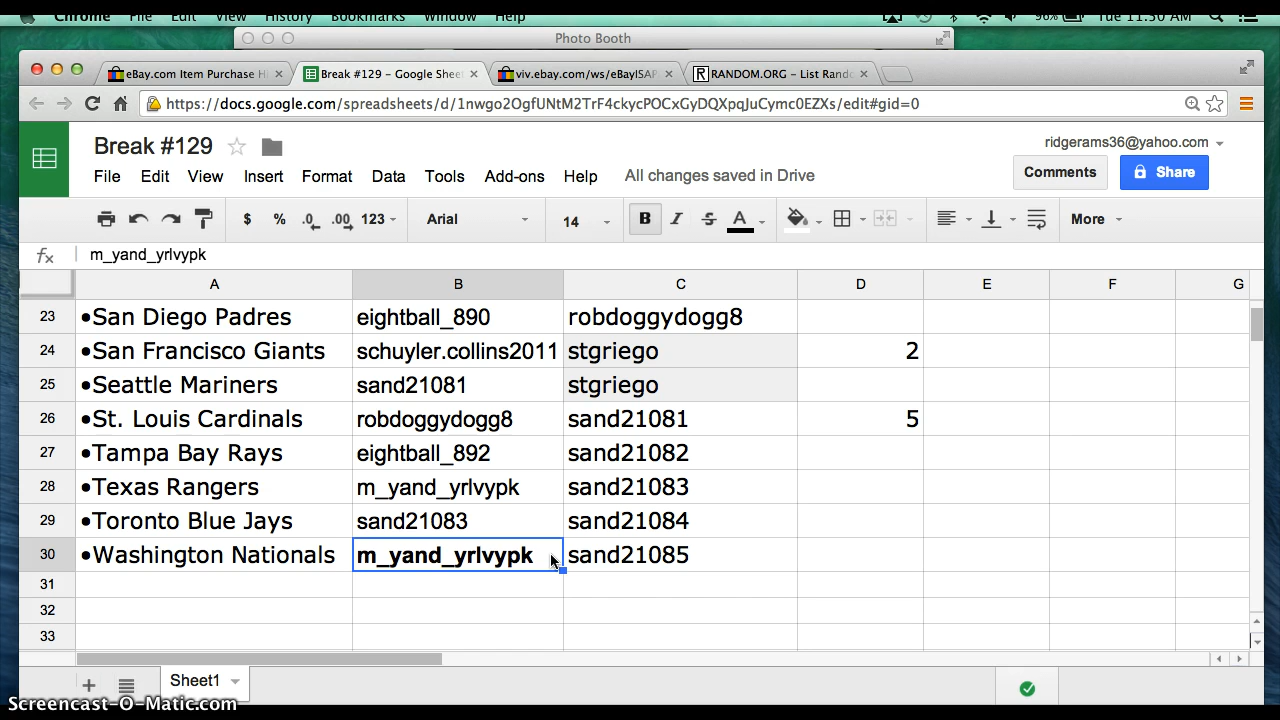 Chrome File Edit View History Bookmarks Window Help 96% Tue 11:30 AM
Photo Booth
eBay.com Item Purchase Hi × Break #129 - Google Sheet × viv.ebay.com/ws/eBayISAP × RANDOM.ORG - List Rando ×
https://docs.google.com/spreadsheets/d/1nwgo2OgfUNtM2TrF4ckycPOCxGyDQXpqJuCymc0EZXs/edit#gid=0
Break #129
ridgerams36@yahoo.com
File Edit View Insert Format Data Tools Add-ons Help All changes saved in Drive
Comments Share
$ % .0 .00 123 Arial 14 B I S A More
fx m_yand_yrlvypk
A B C D E F G
23 •San Diego Padres eightball_890 robdoggydogg8
24 •San Francisco Giants schuyler.collins2011 stgriego 2
25 •Seattle Mariners sand21081 stgriego
26 •St. Louis Cardinals robdoggydogg8 sand21081 5
27 •Tampa Bay Rays eightball_892 sand21082
28 •Texas Rangers m_yand_yrlvypk sand21083
29 •Toronto Blue Jays sand21083 sand21084
30 •Washington Nationals m_yand_yrlvypk sand21085
31
32
33
Sheet1
Screencast-O-Matic.com